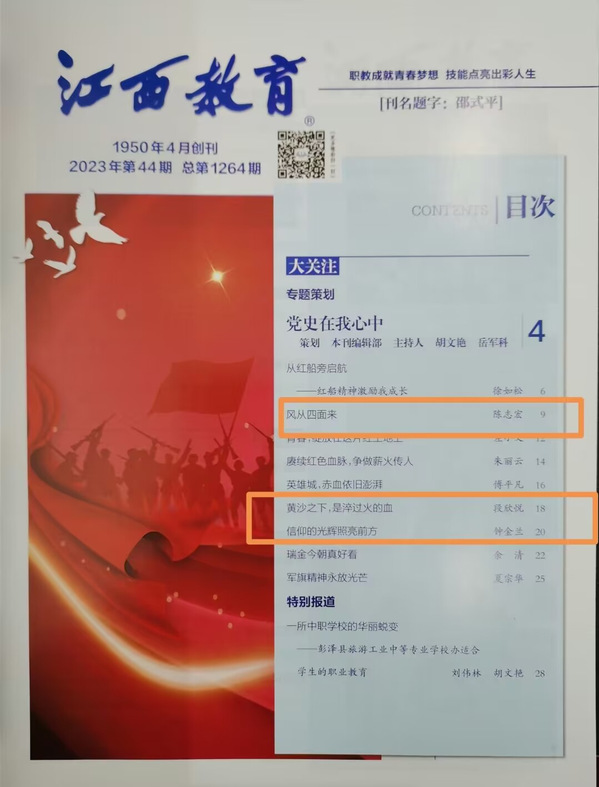 江西教育
®
职教成就青春梦想 技能点亮出彩人生
[刊名题字：邵式平]
1950年4月创刊
2023年第44期 总第1264期
CONTENTS 目次
大关注
专题策划
党史在我心中 4
策划 本刊编辑部 主持人 胡文艳 岳军科
从红船旁启航
——红船精神激励我成长 徐如松 6
风从四面来 陈志宏 9
青春，绽放在这片红土地上 12
赓续红色血脉，争做薪火传人 朱丽云 14
英雄城，赤血依旧澎湃 傅平凡 16
黄沙之下，是淬过火的血 段欣悦 18
信仰的光辉照亮前方 钟金兰 20
瑞金今朝真好看 余清 22
军旗精神永放光芒 夏宗华 25
特别报道
一所中职学校的华丽蜕变
——彭泽县旅游工业中等专业学校办适合
学生的职业教育 刘伟林 胡文艳 28